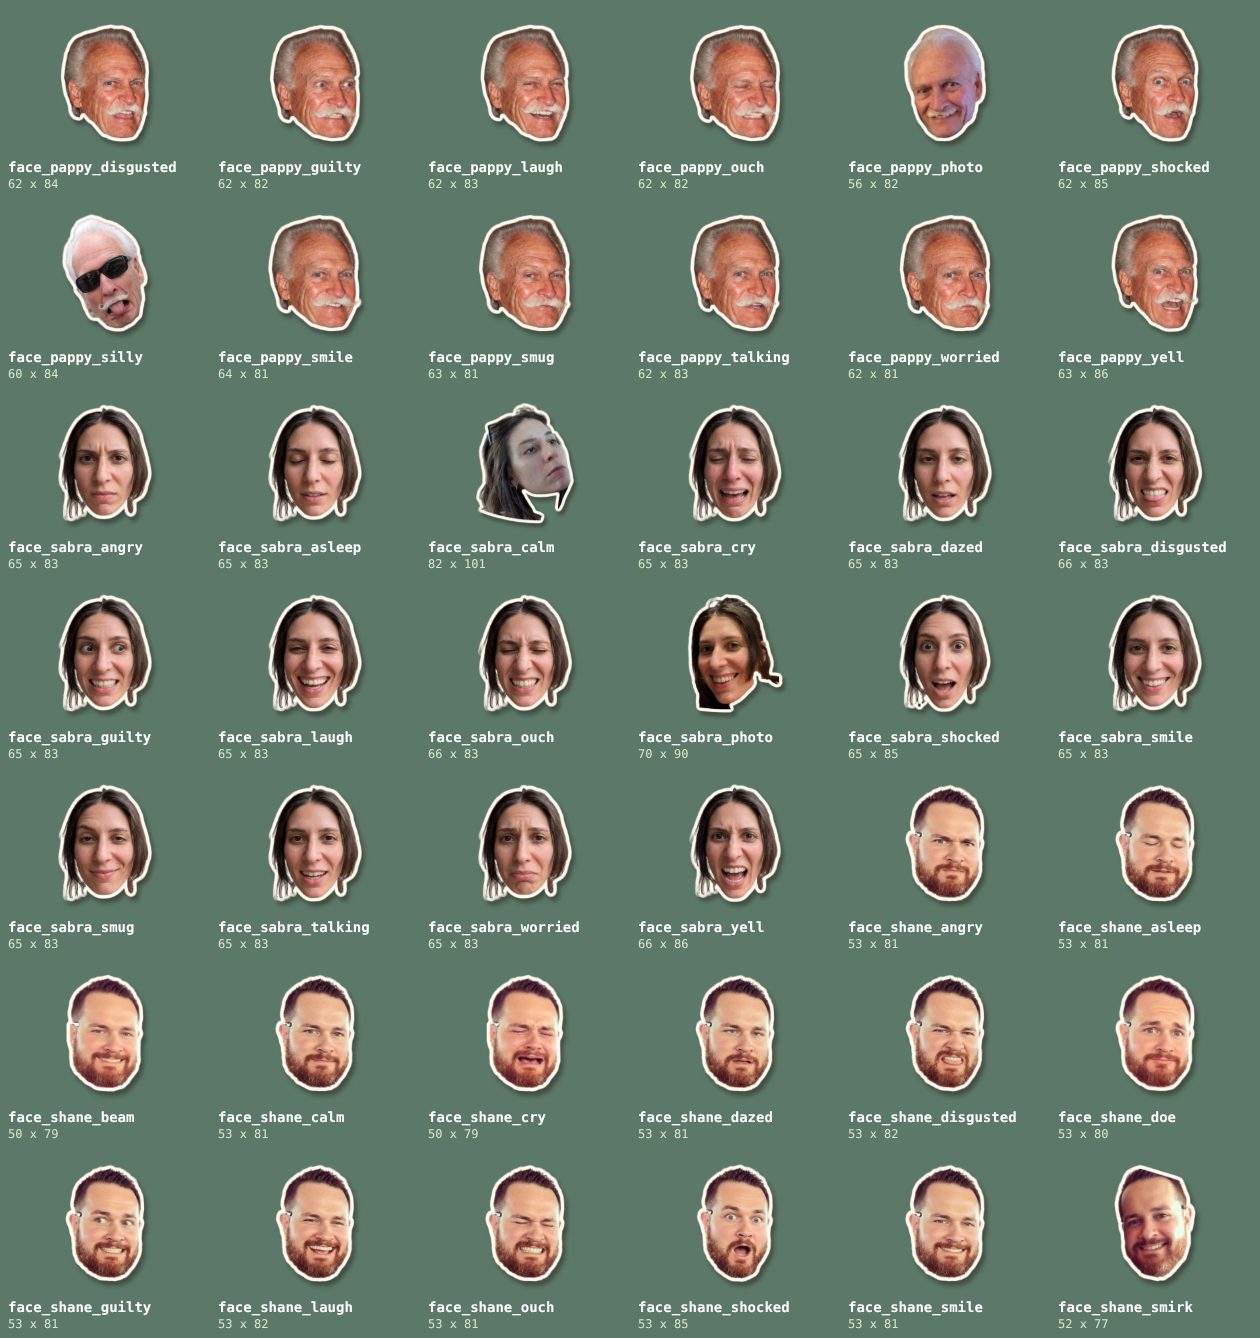 face_pappy_disgusted
62 x 84
face_pappy_guilty
62 x 82
face_pappy_laugh
62 x 83
face_pappy_ouch
62 x 82
face_pappy_photo
56 x 82
face_pappy_shocked
62 x 85
face_pappy_silly
60 x 84
face_pappy_smile
64 x 81
face_pappy_smug
63 x 81
face_pappy_talking
62 x 83
face_pappy_worried
62 x 81
face_pappy_yell
63 x 86
face_sabra_angry
65 x 83
face_sabra_asleep
65 x 83
face_sabra_calm
82 x 101
face_sabra_cry
65 x 83
face_sabra_dazed
65 x 83
face_sabra_disgusted
66 x 83
face_sabra_guilty
65 x 83
face_sabra_laugh
65 x 83
face_sabra_ouch
66 x 83
face_sabra_photo
70 x 90
face_sabra_shocked
65 x 85
face_sabra_smile
65 x 83
face_sabra_smug
65 x 83
face_sabra_talking
65 x 83
face_sabra_worried
65 x 83
face_sabra_yell
66 x 86
face_shane_angry
53 x 81
face_shane_asleep
53 x 81
face_shane_beam
50 x 79
face_shane_calm
53 x 81
face_shane_cry
50 x 79
face_shane_dazed
53 x 81
face_shane_disgusted
53 x 82
face_shane_doe
53 x 80
face_shane_guilty
53 x 81
face_shane_laugh
53 x 82
face_shane_ouch
53 x 81
face_shane_shocked
53 x 85
face_shane_smile
53 x 81
face_shane_smirk
52 x 77